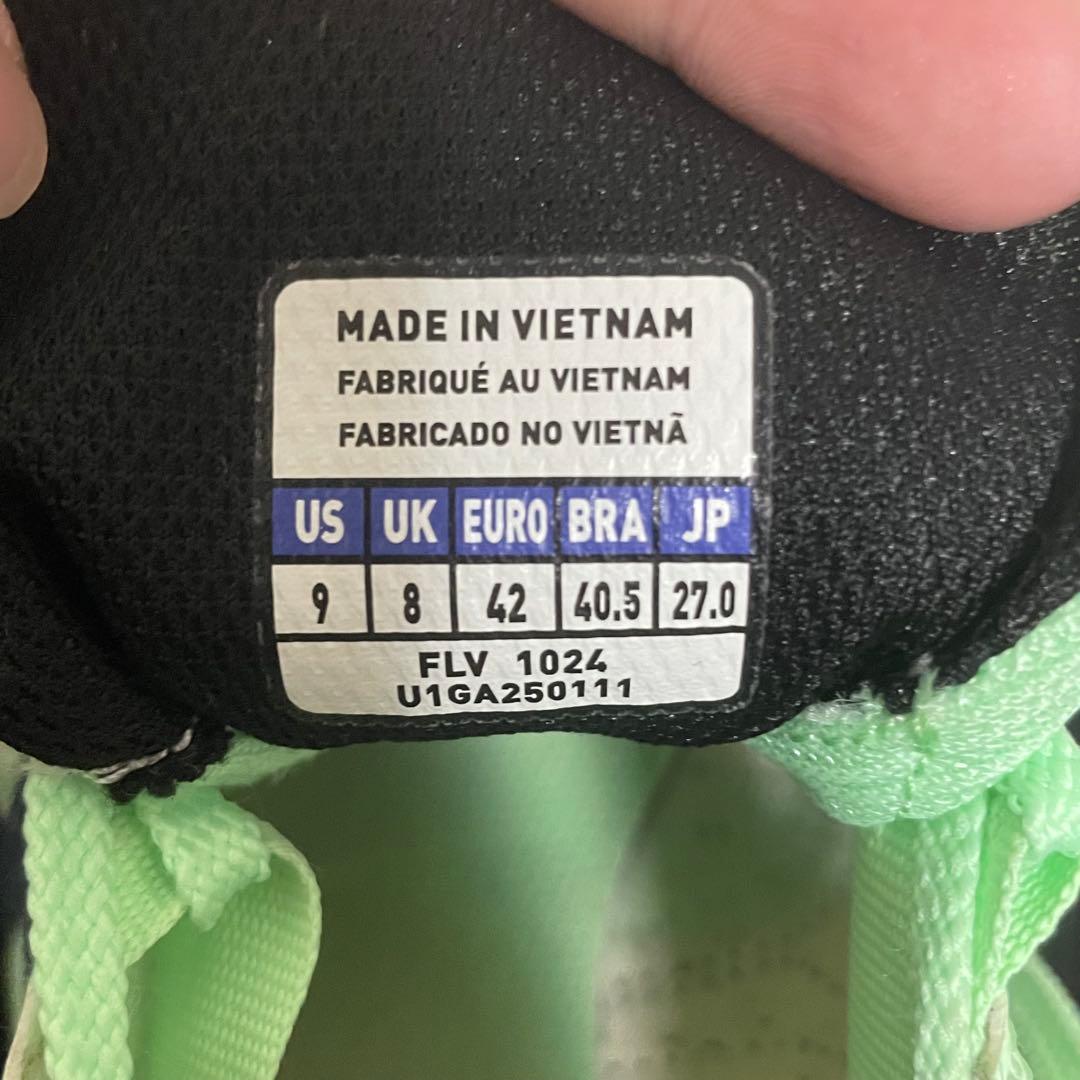 MADE IN VIETNAM
FABRIQUÉ AU VIETNAM
FABRICADO NO VIETNÃ
US UK EURO BRA JP
9 8 42 40.5 27.0
FLV 1024
U1GA250111